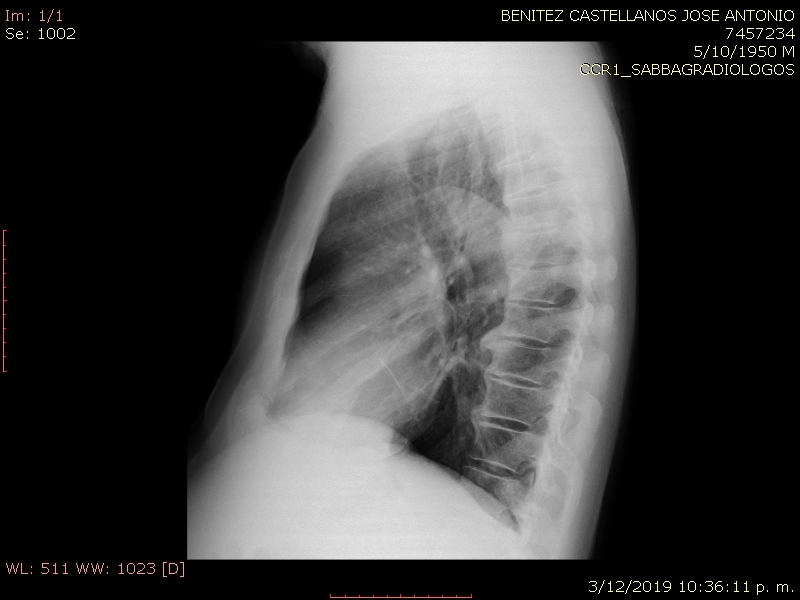 Im: 1/1
Se: 1002
BENITEZ CASTELLANOS JOSE ANTONIO
7457234
5/10/1950 M
CCR1_SABBAGRADIOLOGOS
WL: 511 WW: 1023 [D]
3/12/2019 10:36:11 p. m.